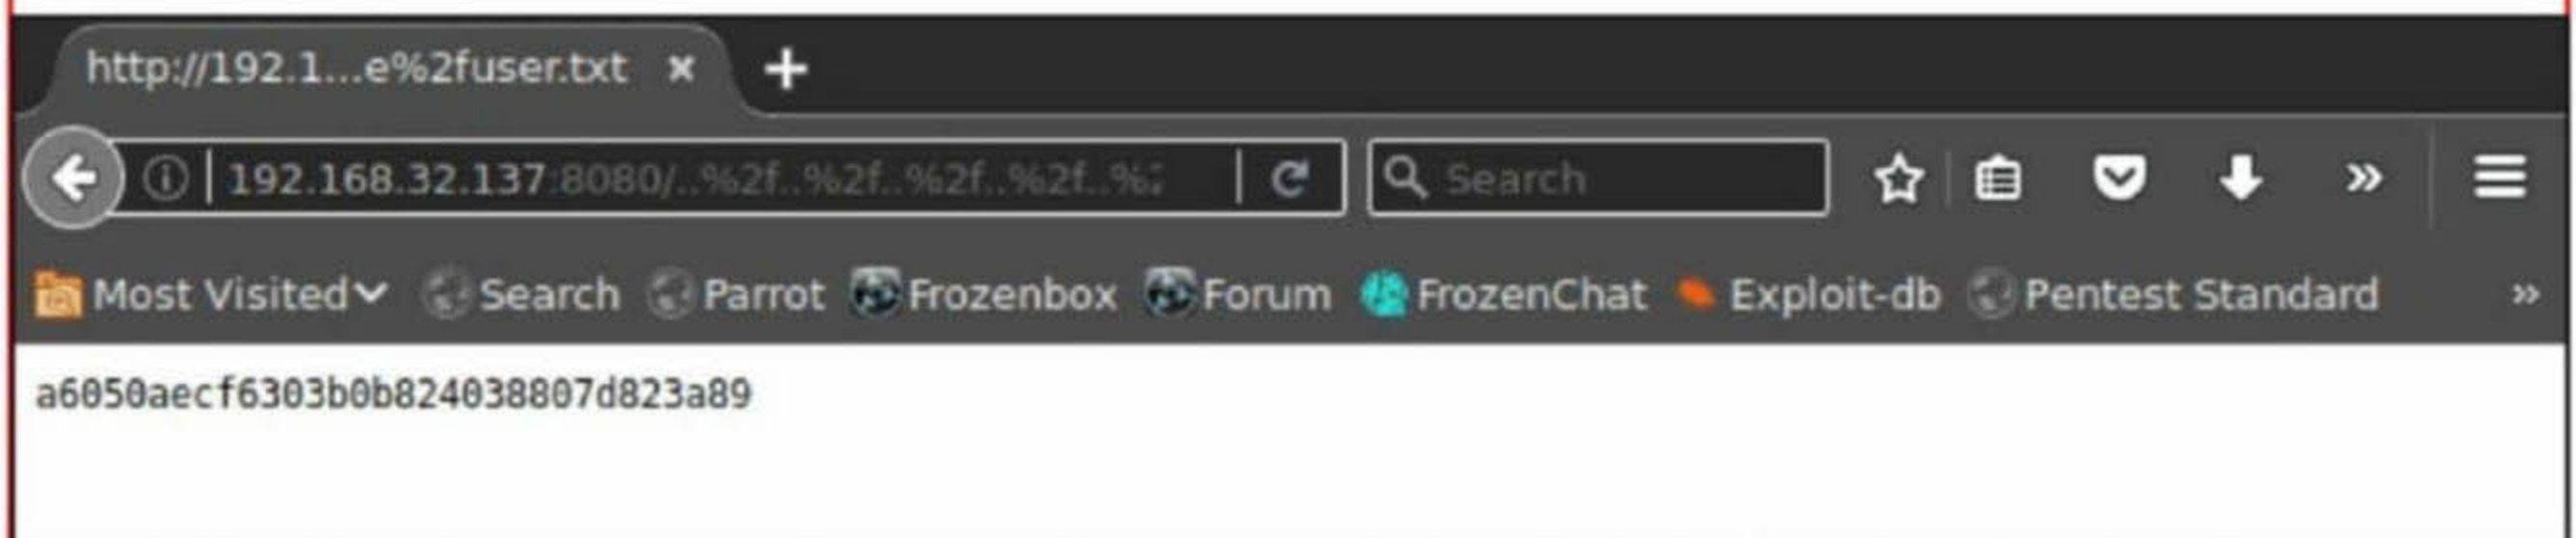 http://192.1...e%2fuser.txt
192.168.32.137:8080/..%2f..%2f..%2f..%2f..% Search
Most Visited Search Parrot Frozenbox Forum FrozenChat Exploit-db Pentest Standard
a6050aecf6303b0b824038807d823a89